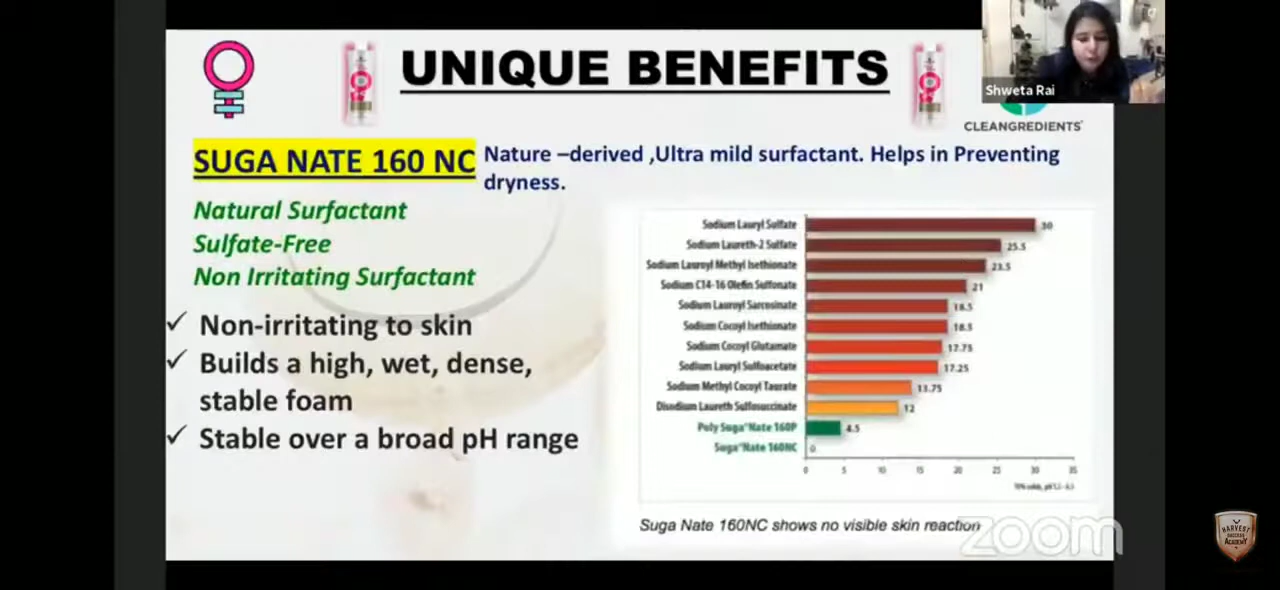 UNIQUE BENEFITS
Shweta Rai
CLEANGREDIENTS®
SUGA NATE 160 NC
Nature –derived ,Ultra mild surfactant. Helps in Preventing
dryness.
Natural Surfactant
Sulfate-Free
Non Irritating Surfactant
✓ Non-irritating to skin
✓ Builds a high, wet, dense,
stable foam
✓ Stable over a broad pH range
Sodium Lauryl Sulfate 30
Sodium Laureth-2 Sulfate 25.5
Sodium Lauroyl Methyl Isethionate 23.5
Sodium C14-16 Olefin Sulfonate 21
Sodium Lauroyl Sarcosinate 18.5
Sodium Cocoyl Isethionate 18.5
Sodium Cocoyl Glutamate 17.75
Sodium Lauryl Sulfoacetate 17.25
Sodium Methyl Cocoyl Taurate 13.75
Disodium Laureth Sulfosuccinate 12
Poly Suga®Nate 160P 4.5
Suga®Nate 160NC 0
0 5 10 15 20 25 30 35
Suga Nate 160NC shows no visible skin reaction
zoom
HARVEST
SUCCESS
ACADEMY